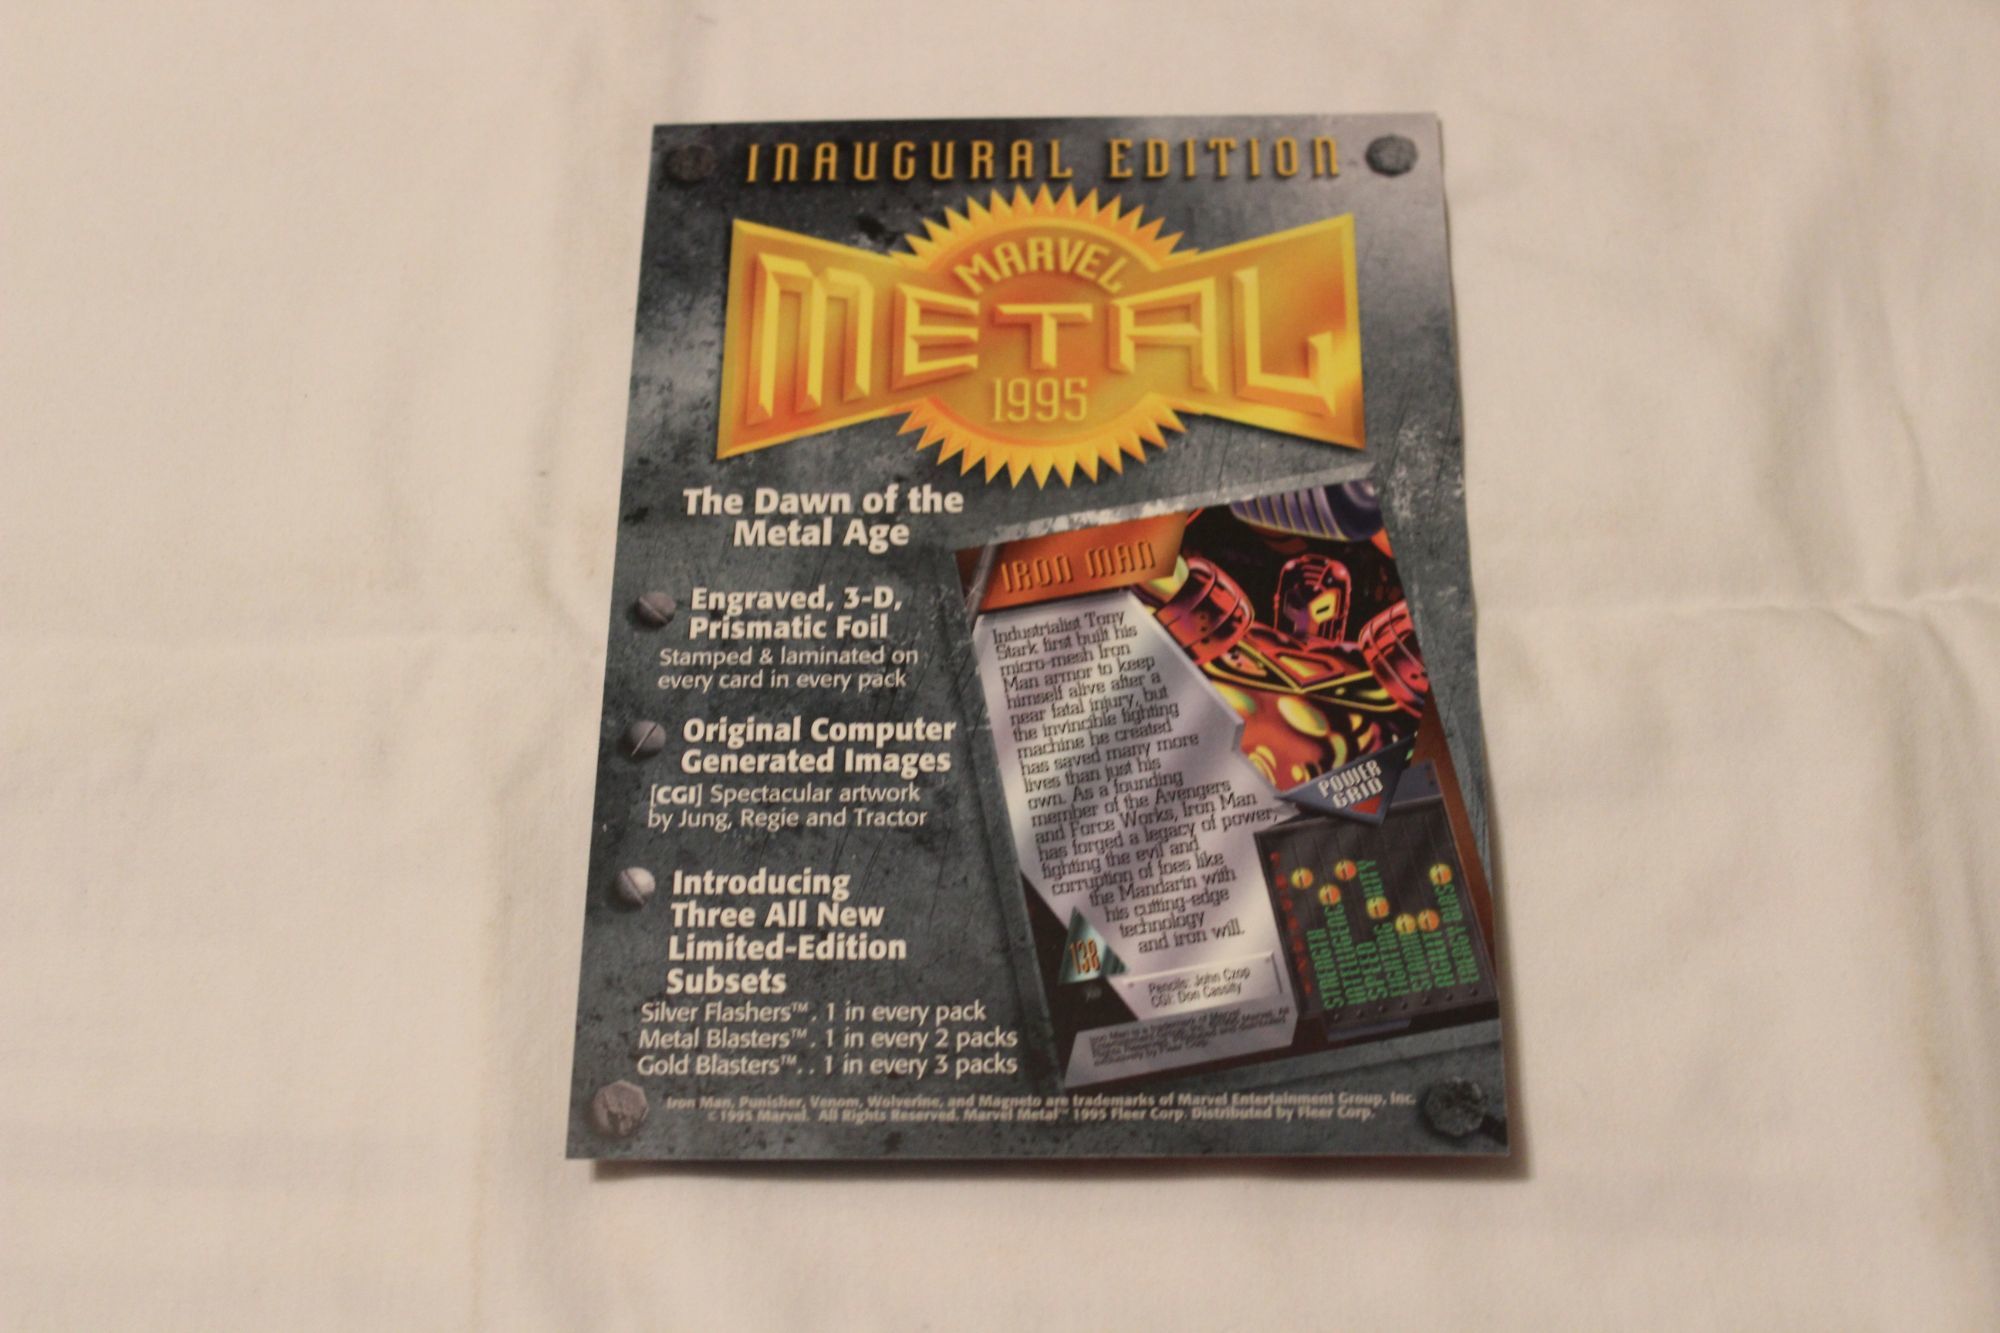 INAUGURAL EDITION
MARVEL
METAL
1995
The Dawn of the
Metal Age
Engraved, 3-D,
Prismatic Foil
Stamped & laminated on
every card in every pack
Original Computer
Generated Images
[CGI] Spectacular artwork
by Jung, Regie and Tractor
Introducing
Three All New
Limited-Edition
Subsets
Silver Flashers™. 1 in every pack
Metal Blasters™. 1 in every 2 packs
Gold Blasters™. . 1 in every 3 packs
IRON MAN
Industrialist Tony
Stark first built his
micro-mesh Iron
Man armor to keep
himself alive after a
near fatal injury, but
the invincible fighting
machine he created
has saved many more
lives than just his
own. As a founding
member of the Avengers
and Force Works, Iron Man
has forged a legacy of power,
fighting the evil and
corruption of foes like
the Mandarin with
his cutting-edge
technology
and iron will.
138
Pencils: John Czop
CGI: Don Cassity
POWER
GRID
STRENGTH
INTELLIGENCE
SPEED
FIGHTING
STAMINA
AGILITY
ENERGY BLAST
Iron Man, Punisher, Venom, Wolverine, and Magneto are trademarks of Marvel Entertainment Group, Inc.
© 1995 Marvel. All Rights Reserved. Marvel Metal™ 1995 Fleer Corp. Distributed by Fleer Corp.